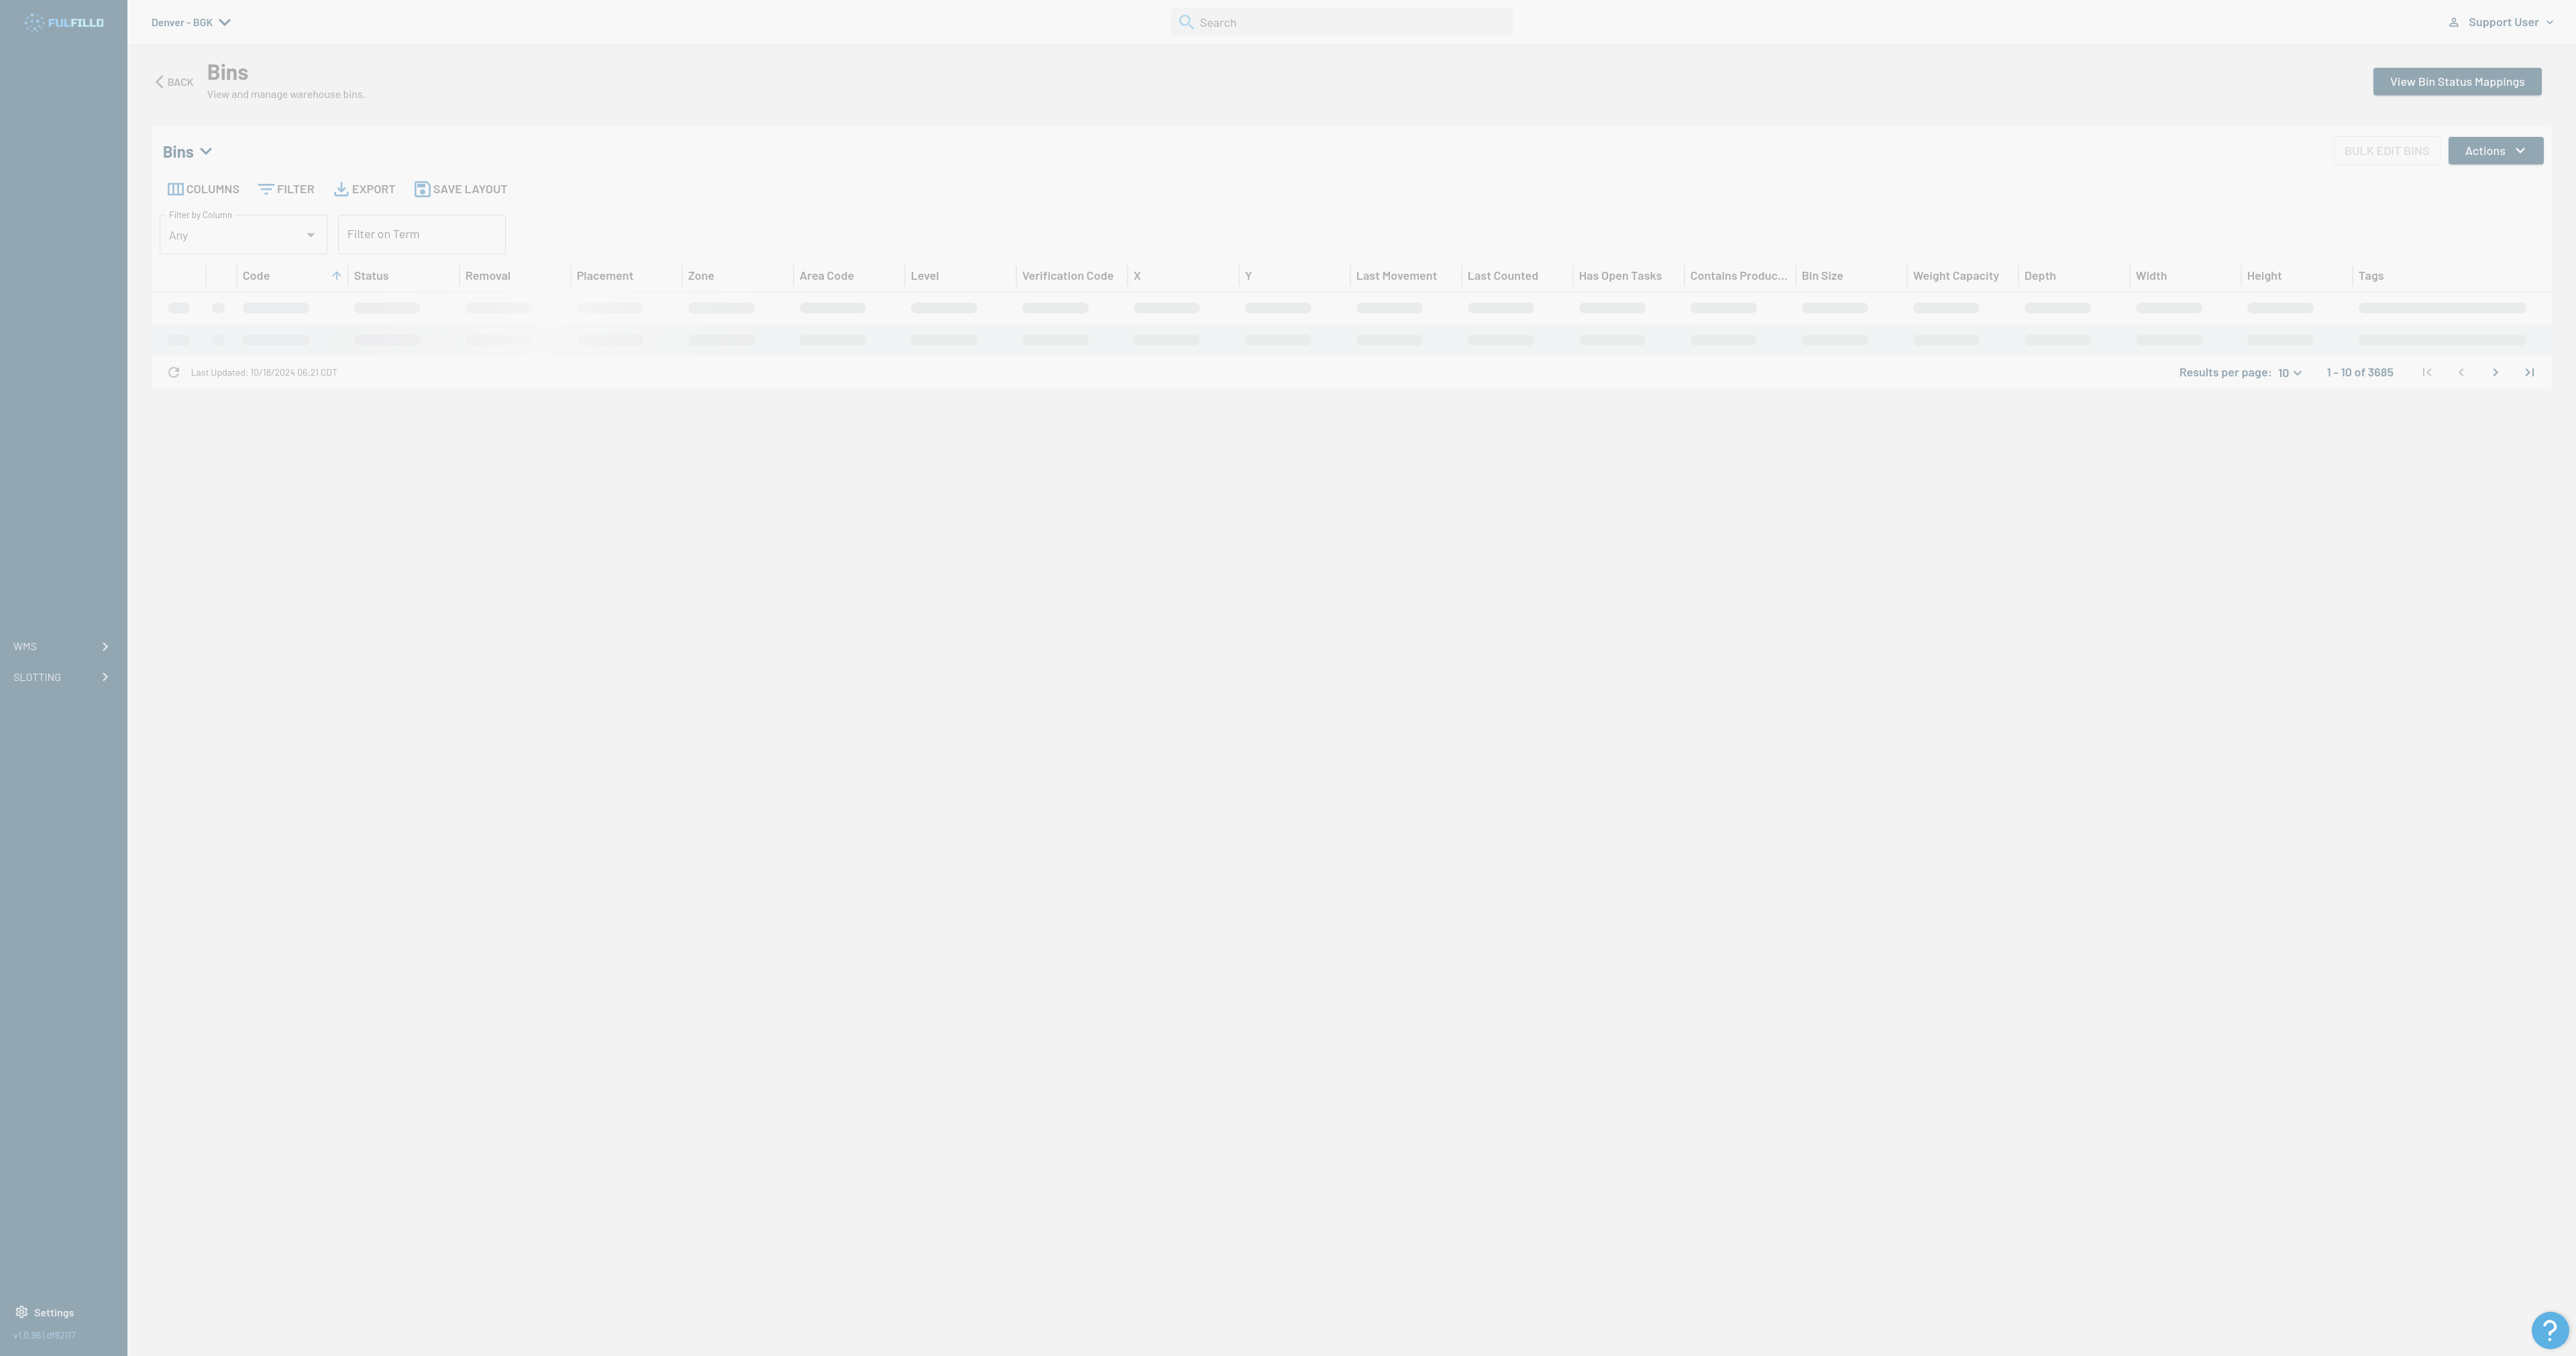 FULFILLD
Denver - BGK
Search
Support User
BACK
Bins
View and manage warehouse bins.
View Bin Status Mappings
Bins
BULK EDIT BINS
Actions
COLUMNS FILTER EXPORT SAVE LAYOUT
Filter by Column
Any
Filter on Term
Code Status Removal Placement Zone Area Code Level Verification Code X Y Last Movement Last Counted Has Open Tasks Contains Produc... Bin Size Weight Capacity Depth Width Height Tags
Last Updated: 10/18/2024 06:21 CDT
Results per page: 10 1 - 10 of 3685
WMS
SLOTTING
Settings
v1.0.96 | df82117
?